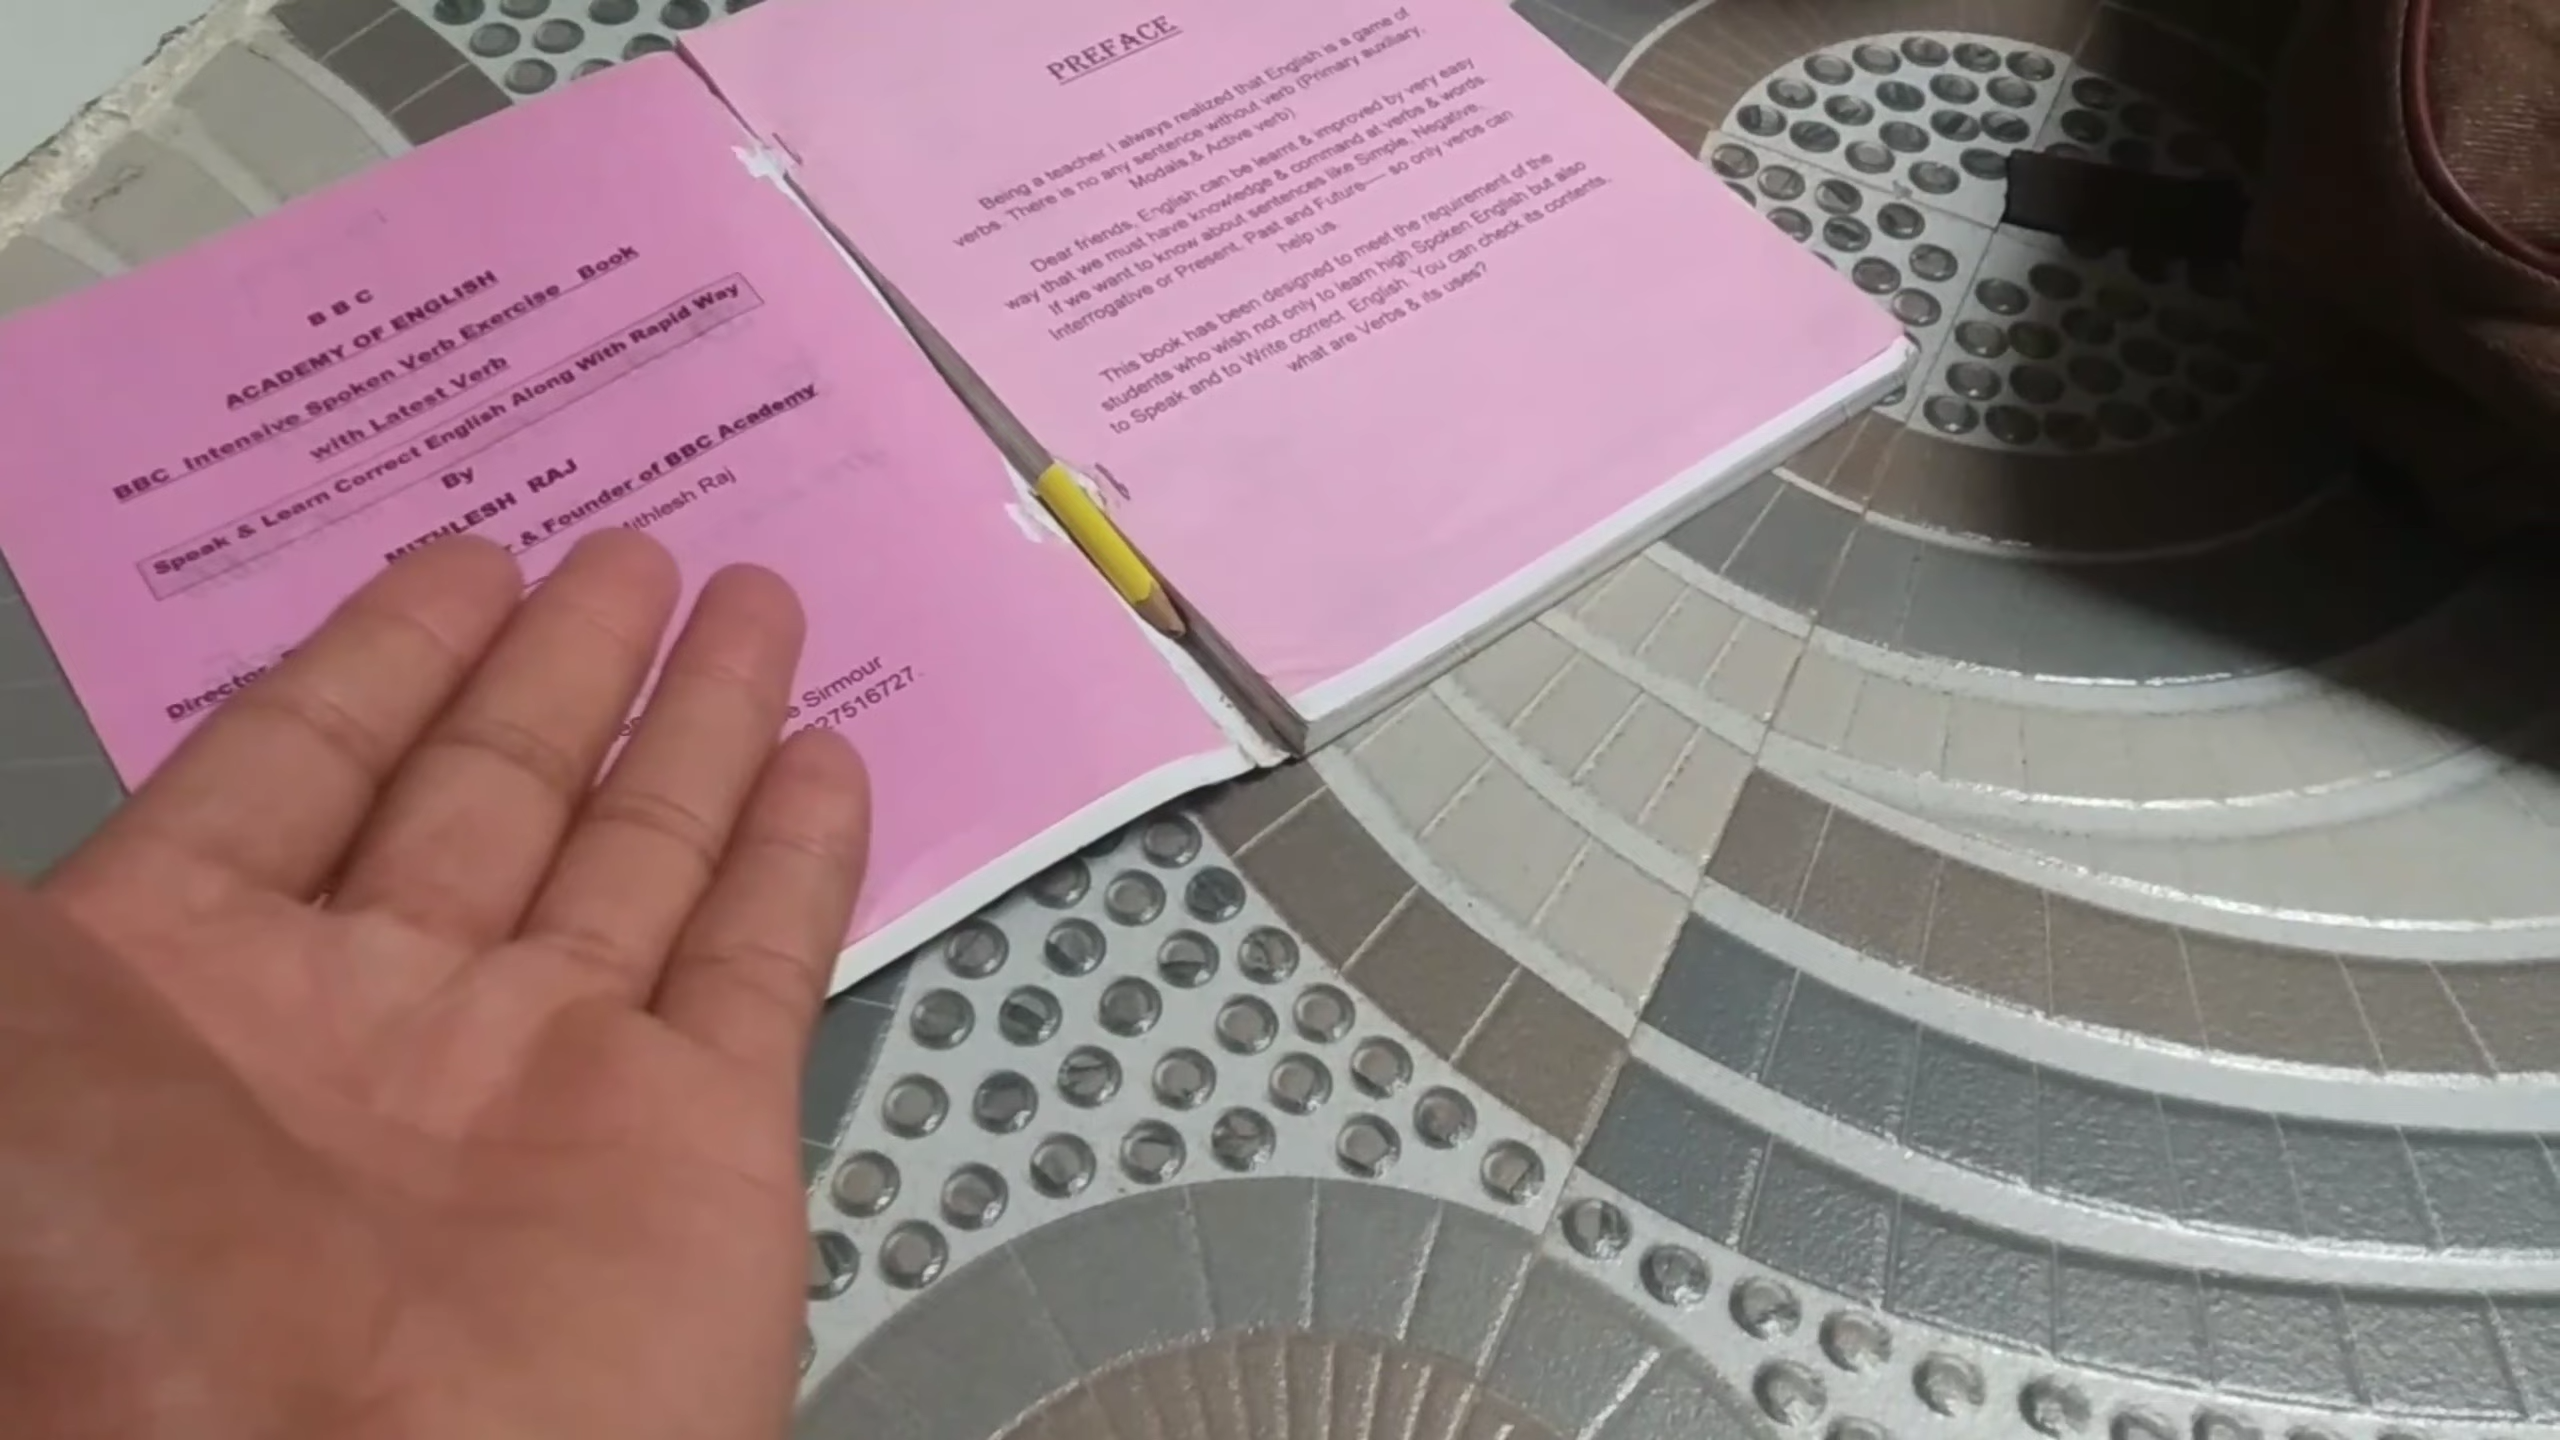 B B C
ACADEMY OF ENGLISH
BBC Intensive Spoken Verb Exercise Book
with Latest Verb
Speak & Learn Correct English Along With Rapid Way
By
MITHLESH RAJ
& Founder of BBC Academy
Mithlesh Raj
Director
Sirmour
PREFACE
Being a teacher I always realized that English is a game of
verbs. There is no any sentence without verb (Primary auxiliary,
Modals,& Active verb)
Dear friends, English can be learnt & improved by very easy
way that we must have knowledge & command at verbs & words.
If we want to know about sentences like Simple, Negative,
Interrogative or Present, Past and Future— so only verbs can
help us.
This book has been designed to meet the requirement of the
students who wish not only to learn high Spoken English but also
to Speak and to Write correct English. You can check its contents.
what are Verbs & its uses?